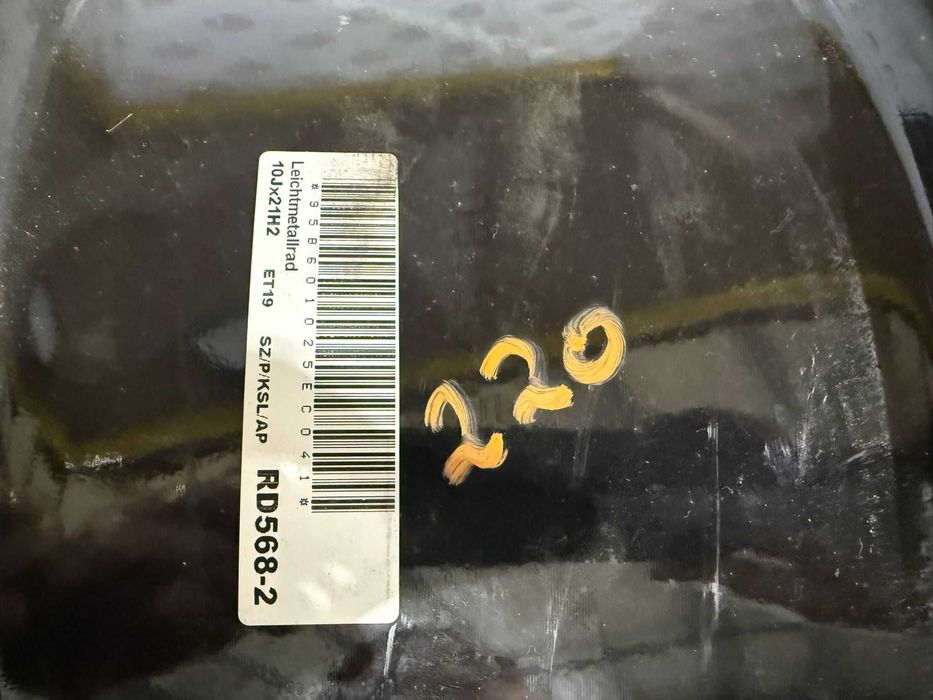 *958601025EC041*
Leichtmetallrad
10Jx21H2 ET19 SZ/P/KSL/AP RD568-2
220